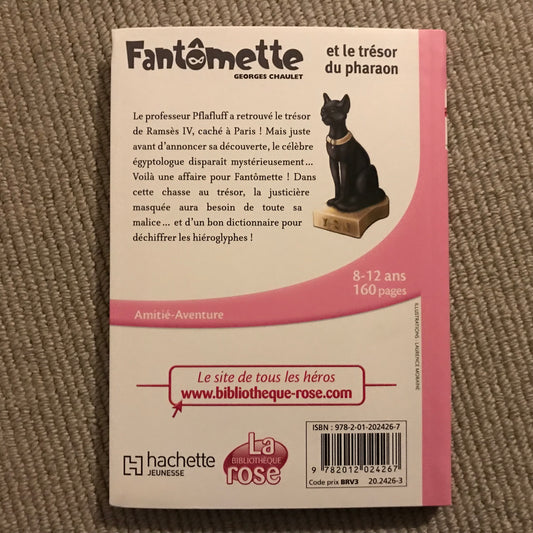 Fantômette
GEORGES CHAULET
et le trésor
du pharaon
Le professeur Pflafluff a retrouvé le trésor
de Ramsès IV, caché à Paris ! Mais juste
avant d'annoncer sa découverte, le célèbre
égyptologue disparaît mystérieusement...
Voilà une affaire pour Fantômette ! Dans
cette chasse au trésor, la justicière
masquée aura besoin de toute sa
malice... et d'un bon dictionnaire pour
déchiffrer les hiéroglyphes !
8-12 ans
160 pages
Amitié-Aventure
ILLUSTRATIONS : LAURENCE MORAINE
Le site de tous les héros
www.bibliotheque-rose.com
hachette
JEUNESSE
La
BIBLIOTHÈQUE
rose
ISBN : 978-2-01-202426-7
9 782012 024267
Code prix BRV3 20.2426-3